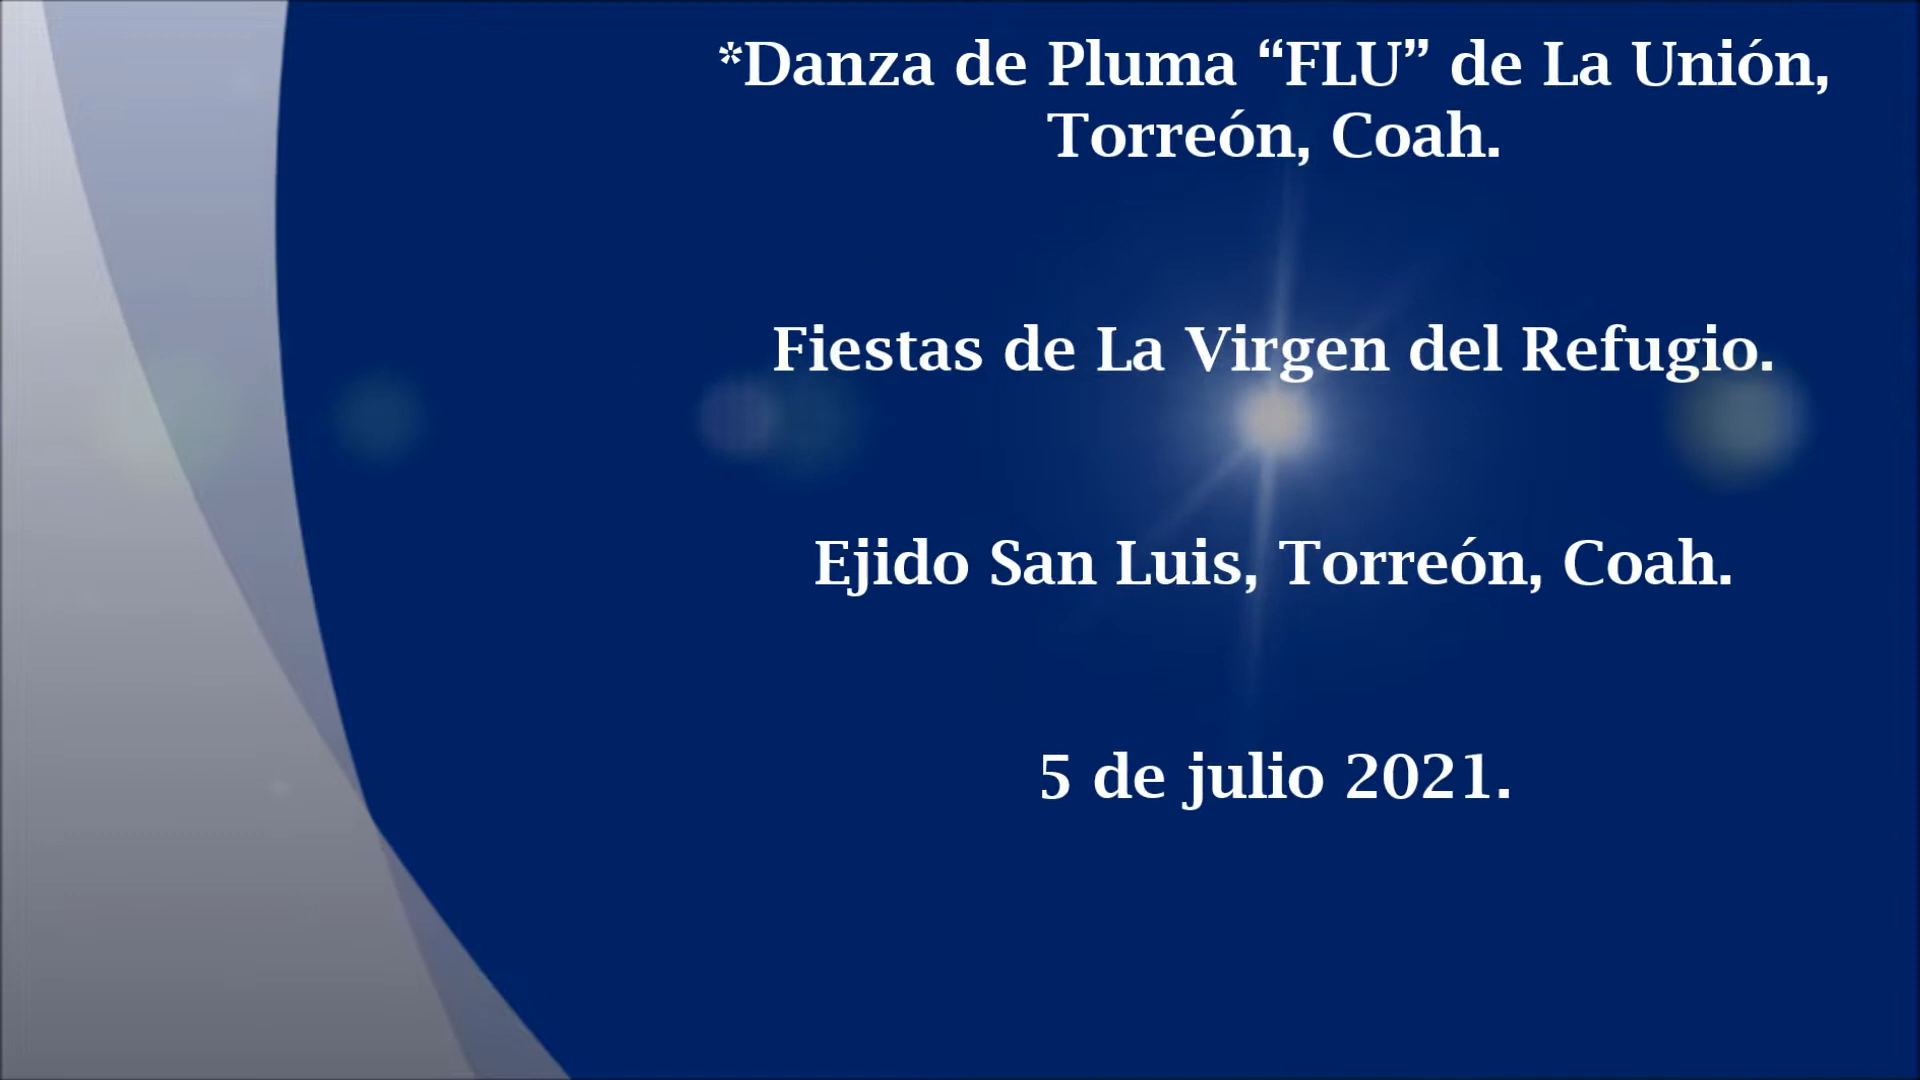 *Danza de Pluma “FLU” de La Unión,
Torreón, Coah.
Fiestas de La Virgen del Refugio.
Ejido San Luis, Torreón, Coah.
5 de julio 2021.